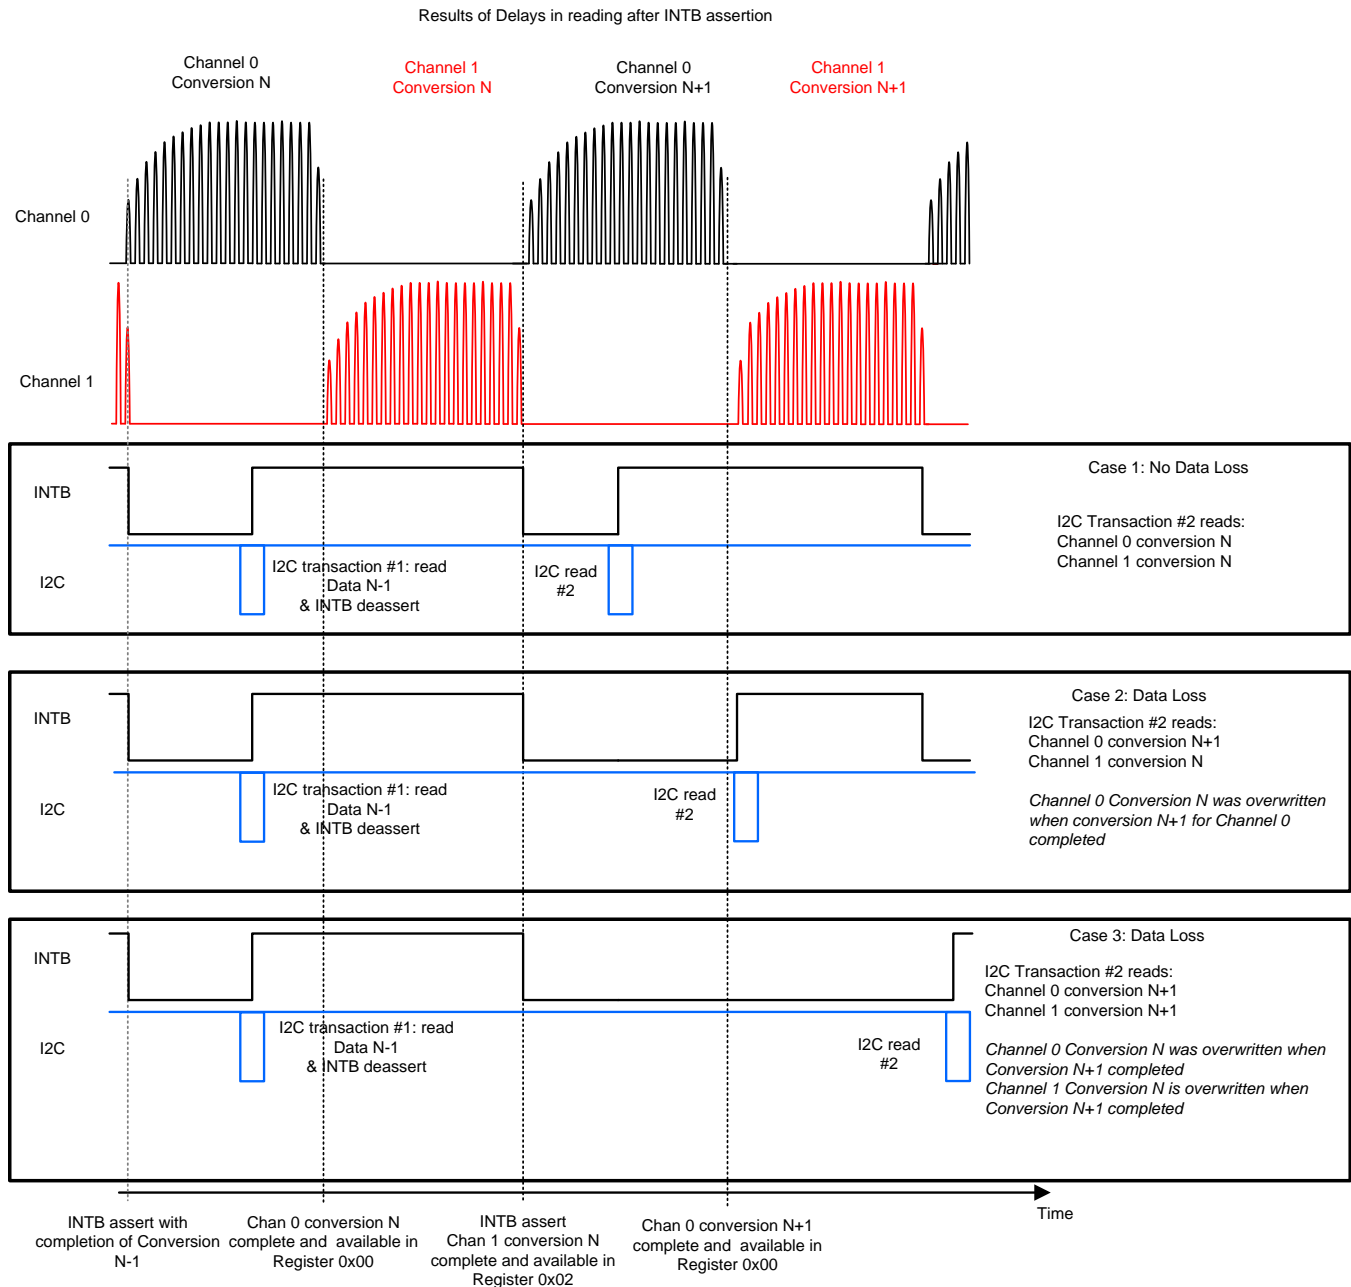 Results of Delays in reading after INTB assertion
Channel 0
Conversion N
Channel 1
Conversion N
Channel 0
Conversion N+1
Channel 1
Conversion N+1
Channel 0
Channel 1
INTB
I2C
I2C transaction #1: read
Data N-1
& INTB deassert
I2C read
#2
Case 1: No Data Loss
I2C Transaction #2 reads:
Channel 0 conversion N
Channel 1 conversion N
INTB
I2C
I2C transaction #1: read
Data N-1
& INTB deassert
I2C read
#2
Case 2: Data Loss
I2C Transaction #2 reads:
Channel 0 conversion N+1
Channel 1 conversion N
Channel 0 Conversion N was overwritten
when conversion N+1 for Channel 0
completed
INTB
I2C
I2C transaction #1: read
Data N-1
& INTB deassert
I2C read
#2
Case 3: Data Loss
I2C Transaction #2 reads:
Channel 0 conversion N+1
Channel 1 conversion N+1
Channel 0 Conversion N was overwritten when
Conversion N+1 completed
Channel 1 Conversion N is overwritten when
Conversion N+1 completed
Time
INTB assert with
completion of Conversion
N-1
Chan 0 conversion N
complete and available in
Register 0x00
INTB assert
Chan 1 conversion N
complete and available in
Register 0x02
Chan 0 conversion N+1
complete and available in
Register 0x00